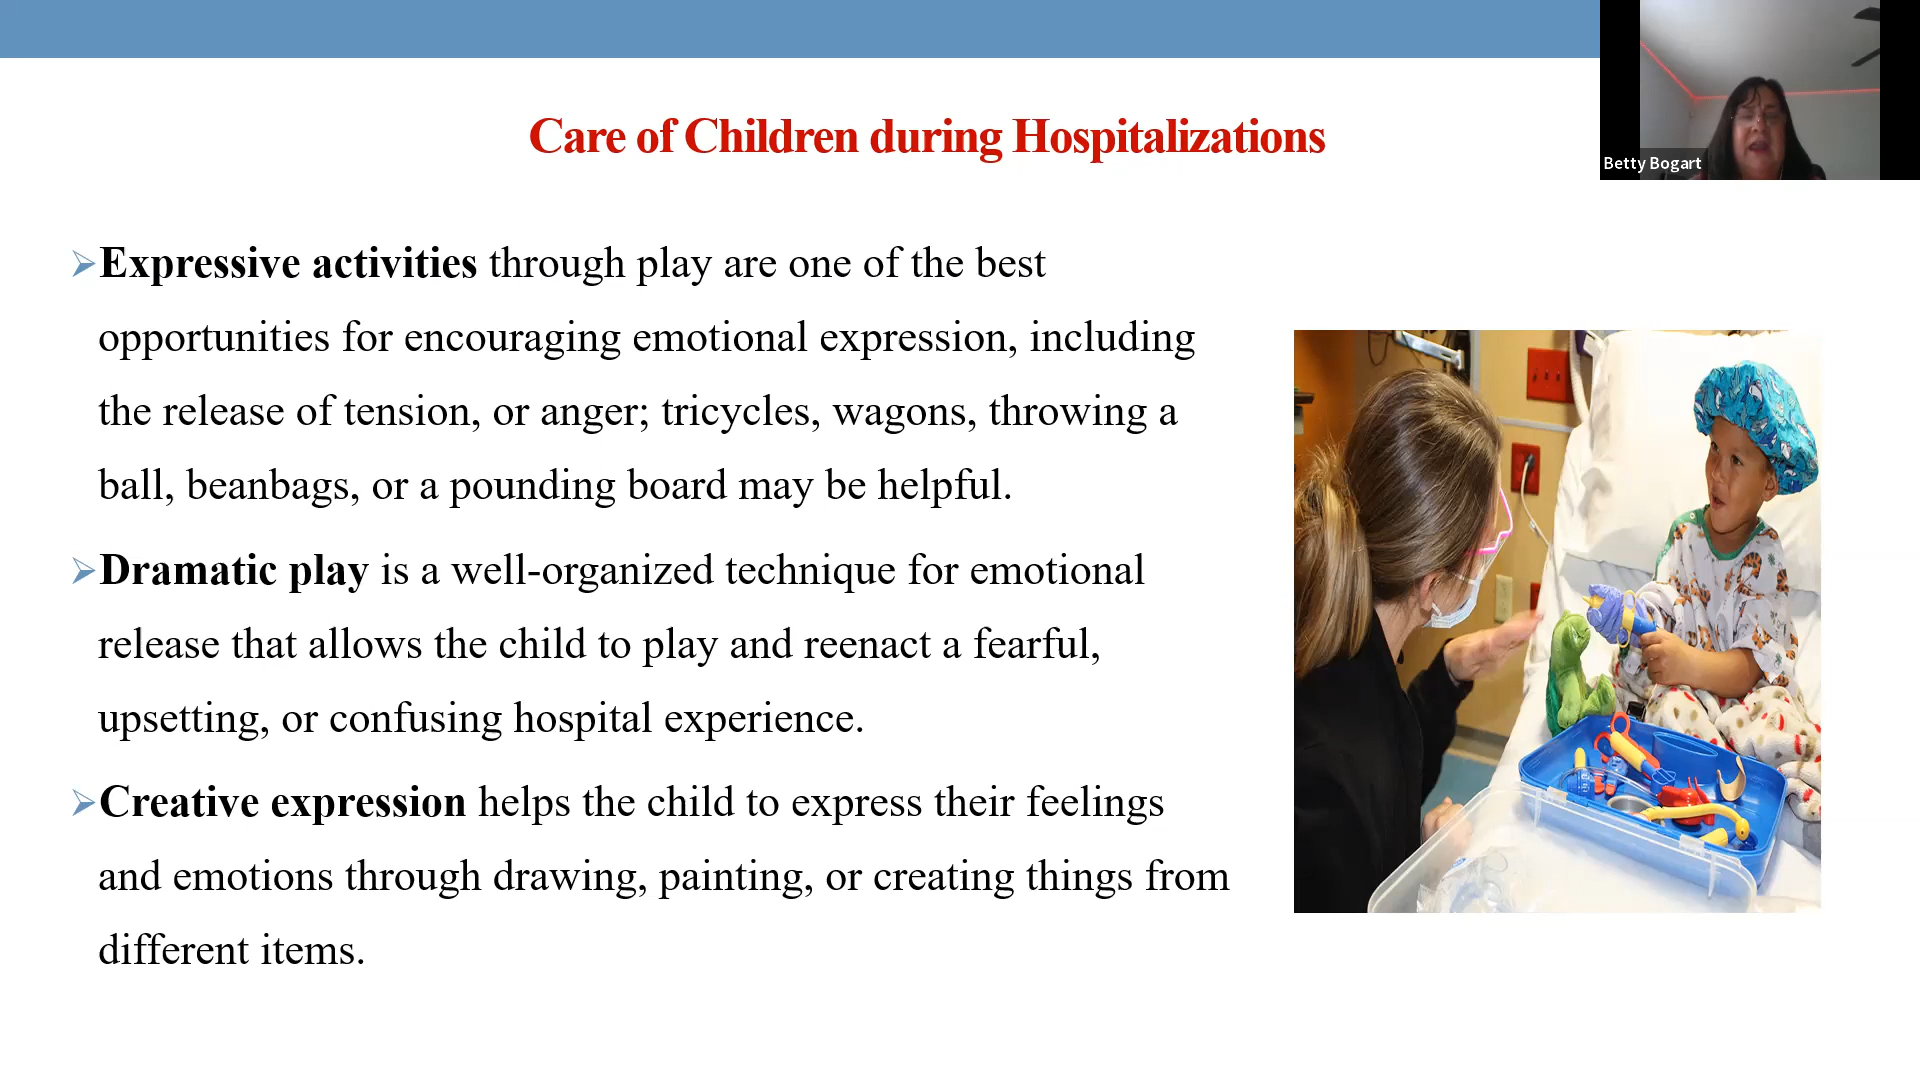 Care of Children during Hospitalizations
Betty Bogart
➢Expressive activities through play are one of the best
opportunities for encouraging emotional expression, including
the release of tension, or anger; tricycles, wagons, throwing a
ball, beanbags, or a pounding board may be helpful.
➢Dramatic play is a well-organized technique for emotional
release that allows the child to play and reenact a fearful,
upsetting, or confusing hospital experience.
➢Creative expression helps the child to express their feelings
and emotions through drawing, painting, or creating things from
different items.